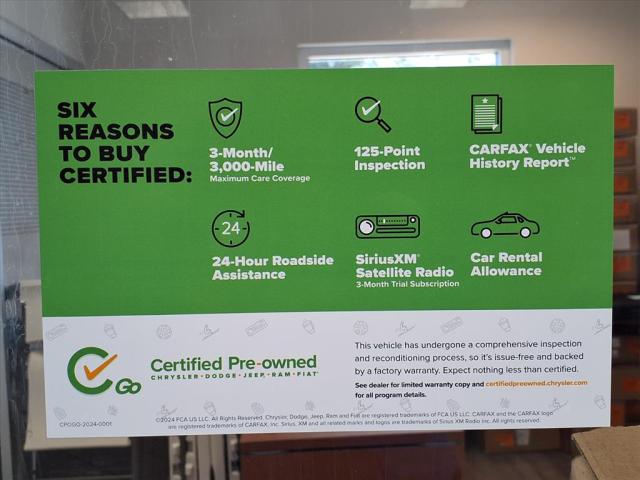 SIX
REASONS
TO BUY
CERTIFIED:
3-Month/
3,000-Mile
Maximum Care Coverage
125-Point
Inspection
CARFAX® Vehicle
History Report™
24
24-Hour Roadside
Assistance
SiriusXM®
Satellite Radio
3-Month Trial Subscription
Car Rental
Allowance
Go
Certified Pre-owned
CHRYSLER • DODGE • JEEP® • RAM • FIAT®
This vehicle has undergone a comprehensive inspection
and reconditioning process, so it's issue-free and backed
by a factory warranty. Expect nothing less than certified.
See dealer for limited warranty copy and certifiedpreowned.chrysler.com
for all program details.
CPOGO-2024-0001
©2024 FCA US LLC. All Rights Reserved. Chrysler, Dodge, Jeep, Ram and Fiat are registered trademarks of FCA US LLC. CARFAX and the CARFAX logo
are registered trademarks of CARFAX, Inc. Sirius, XM and all related marks and logos are trademarks of Sirius XM Radio Inc. All rights reserved.